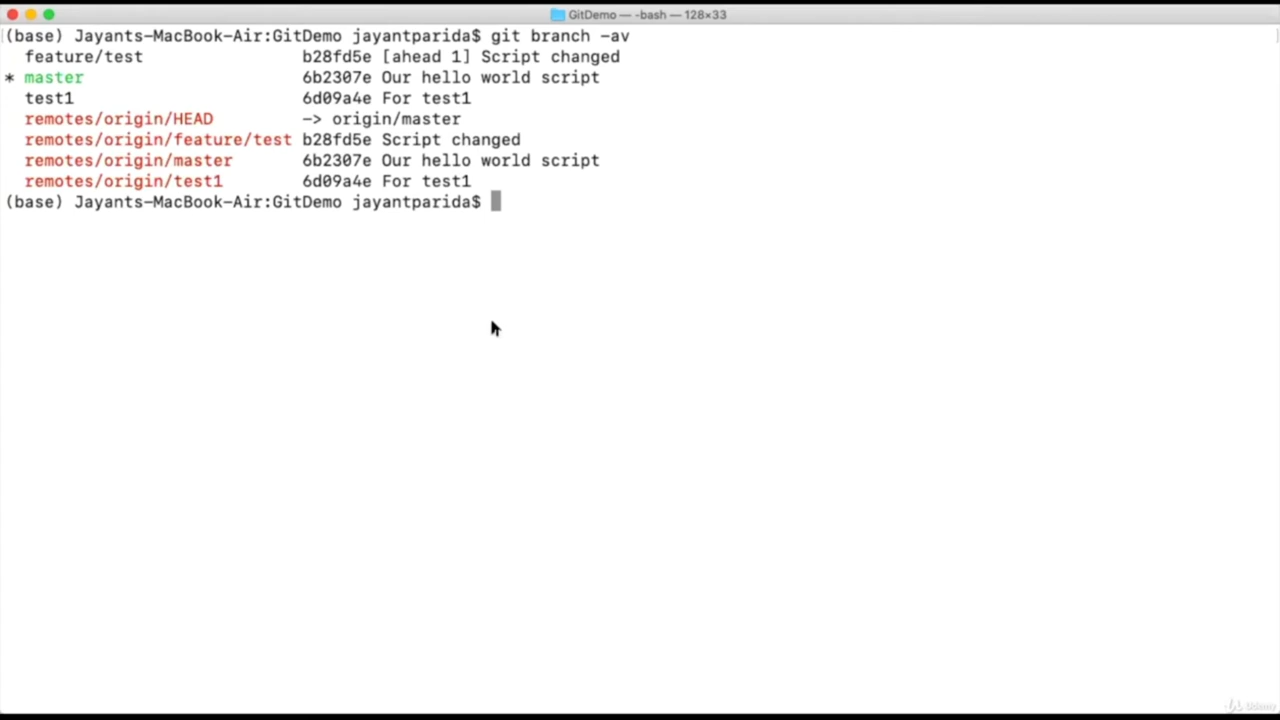 GitDemo — -bash — 128×33
(base) Jayants-MacBook-Air:GitDemo jayantparida$ git branch -av
feature/test b28fd5e [ahead 1] Script changed
* master 6b2307e Our hello world script
test1 6d09a4e For test1
remotes/origin/HEAD -> origin/master
remotes/origin/feature/test b28fd5e Script changed
remotes/origin/master 6b2307e Our hello world script
remotes/origin/test1 6d09a4e For test1
(base) Jayants-MacBook-Air:GitDemo jayantparida$
Udemy